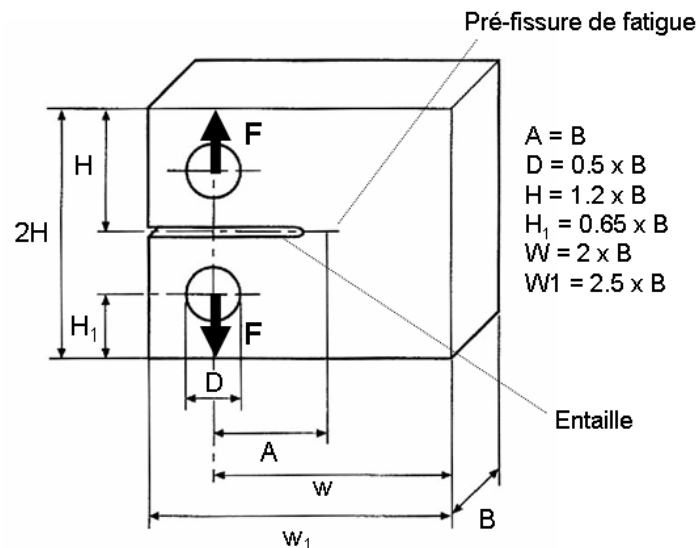 Pré-fissure de fatigue
F
H
2H
H₁
F
D
A
w
w₁
B
A = B
D = 0.5 x B
H = 1.2 x B
H₁ = 0.65 x B
W = 2 x B
W1 = 2.5 x B
Entaille